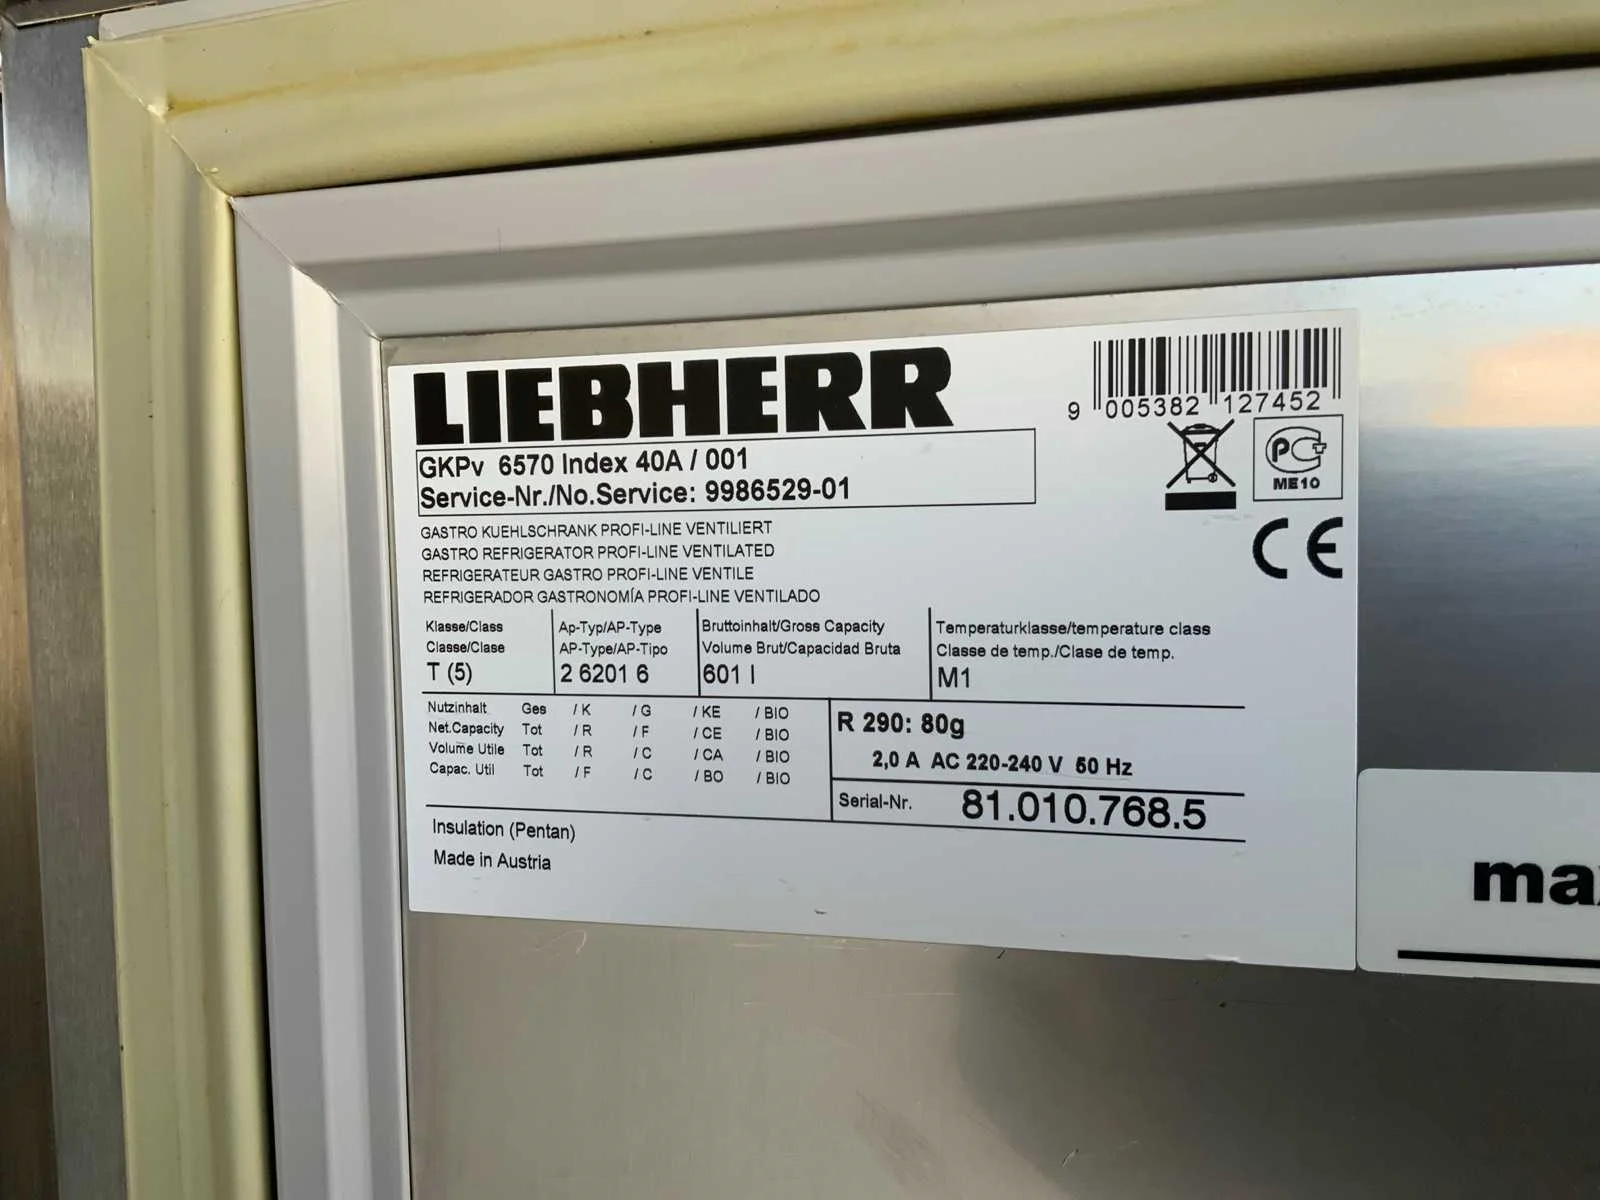 LIEBHERR
GKPv 6570 Index 40A / 001
Service-Nr./No.Service: 9986529-01
9 005382 127452
PCT
ME10
CE
GASTRO KUEHLSCHRANK PROFI-LINE VENTILIERT
GASTRO REFRIGERATOR PROFI-LINE VENTILATED
REFRIGERATEUR GASTRO PROFI-LINE VENTILE
REFRIGERADOR GASTRONOMÍA PROFI-LINE VENTILADO
Klasse/Class
Classe/Clase
T (5)
Ap-Typ/AP-Type
AP-Type/AP-Tipo
2 6201 6
Bruttoinhalt/Gross Capacity
Volume Brut/Capacidad Bruta
601 l
Temperaturklasse/temperature class
Classe de temp./Clase de temp.
M1
Nutzinhalt Ges / K / G / KE / BIO
Net.Capacity Tot / R / F / CE / BIO
Volume Utile Tot / R / C / CA / BIO
Capac. Util Tot / F / C / BO / BIO
R 290: 80g
2,0 A AC 220-240 V 50 Hz
Serial-Nr. 81.010.768.5
Insulation (Pentan)
Made in Austria